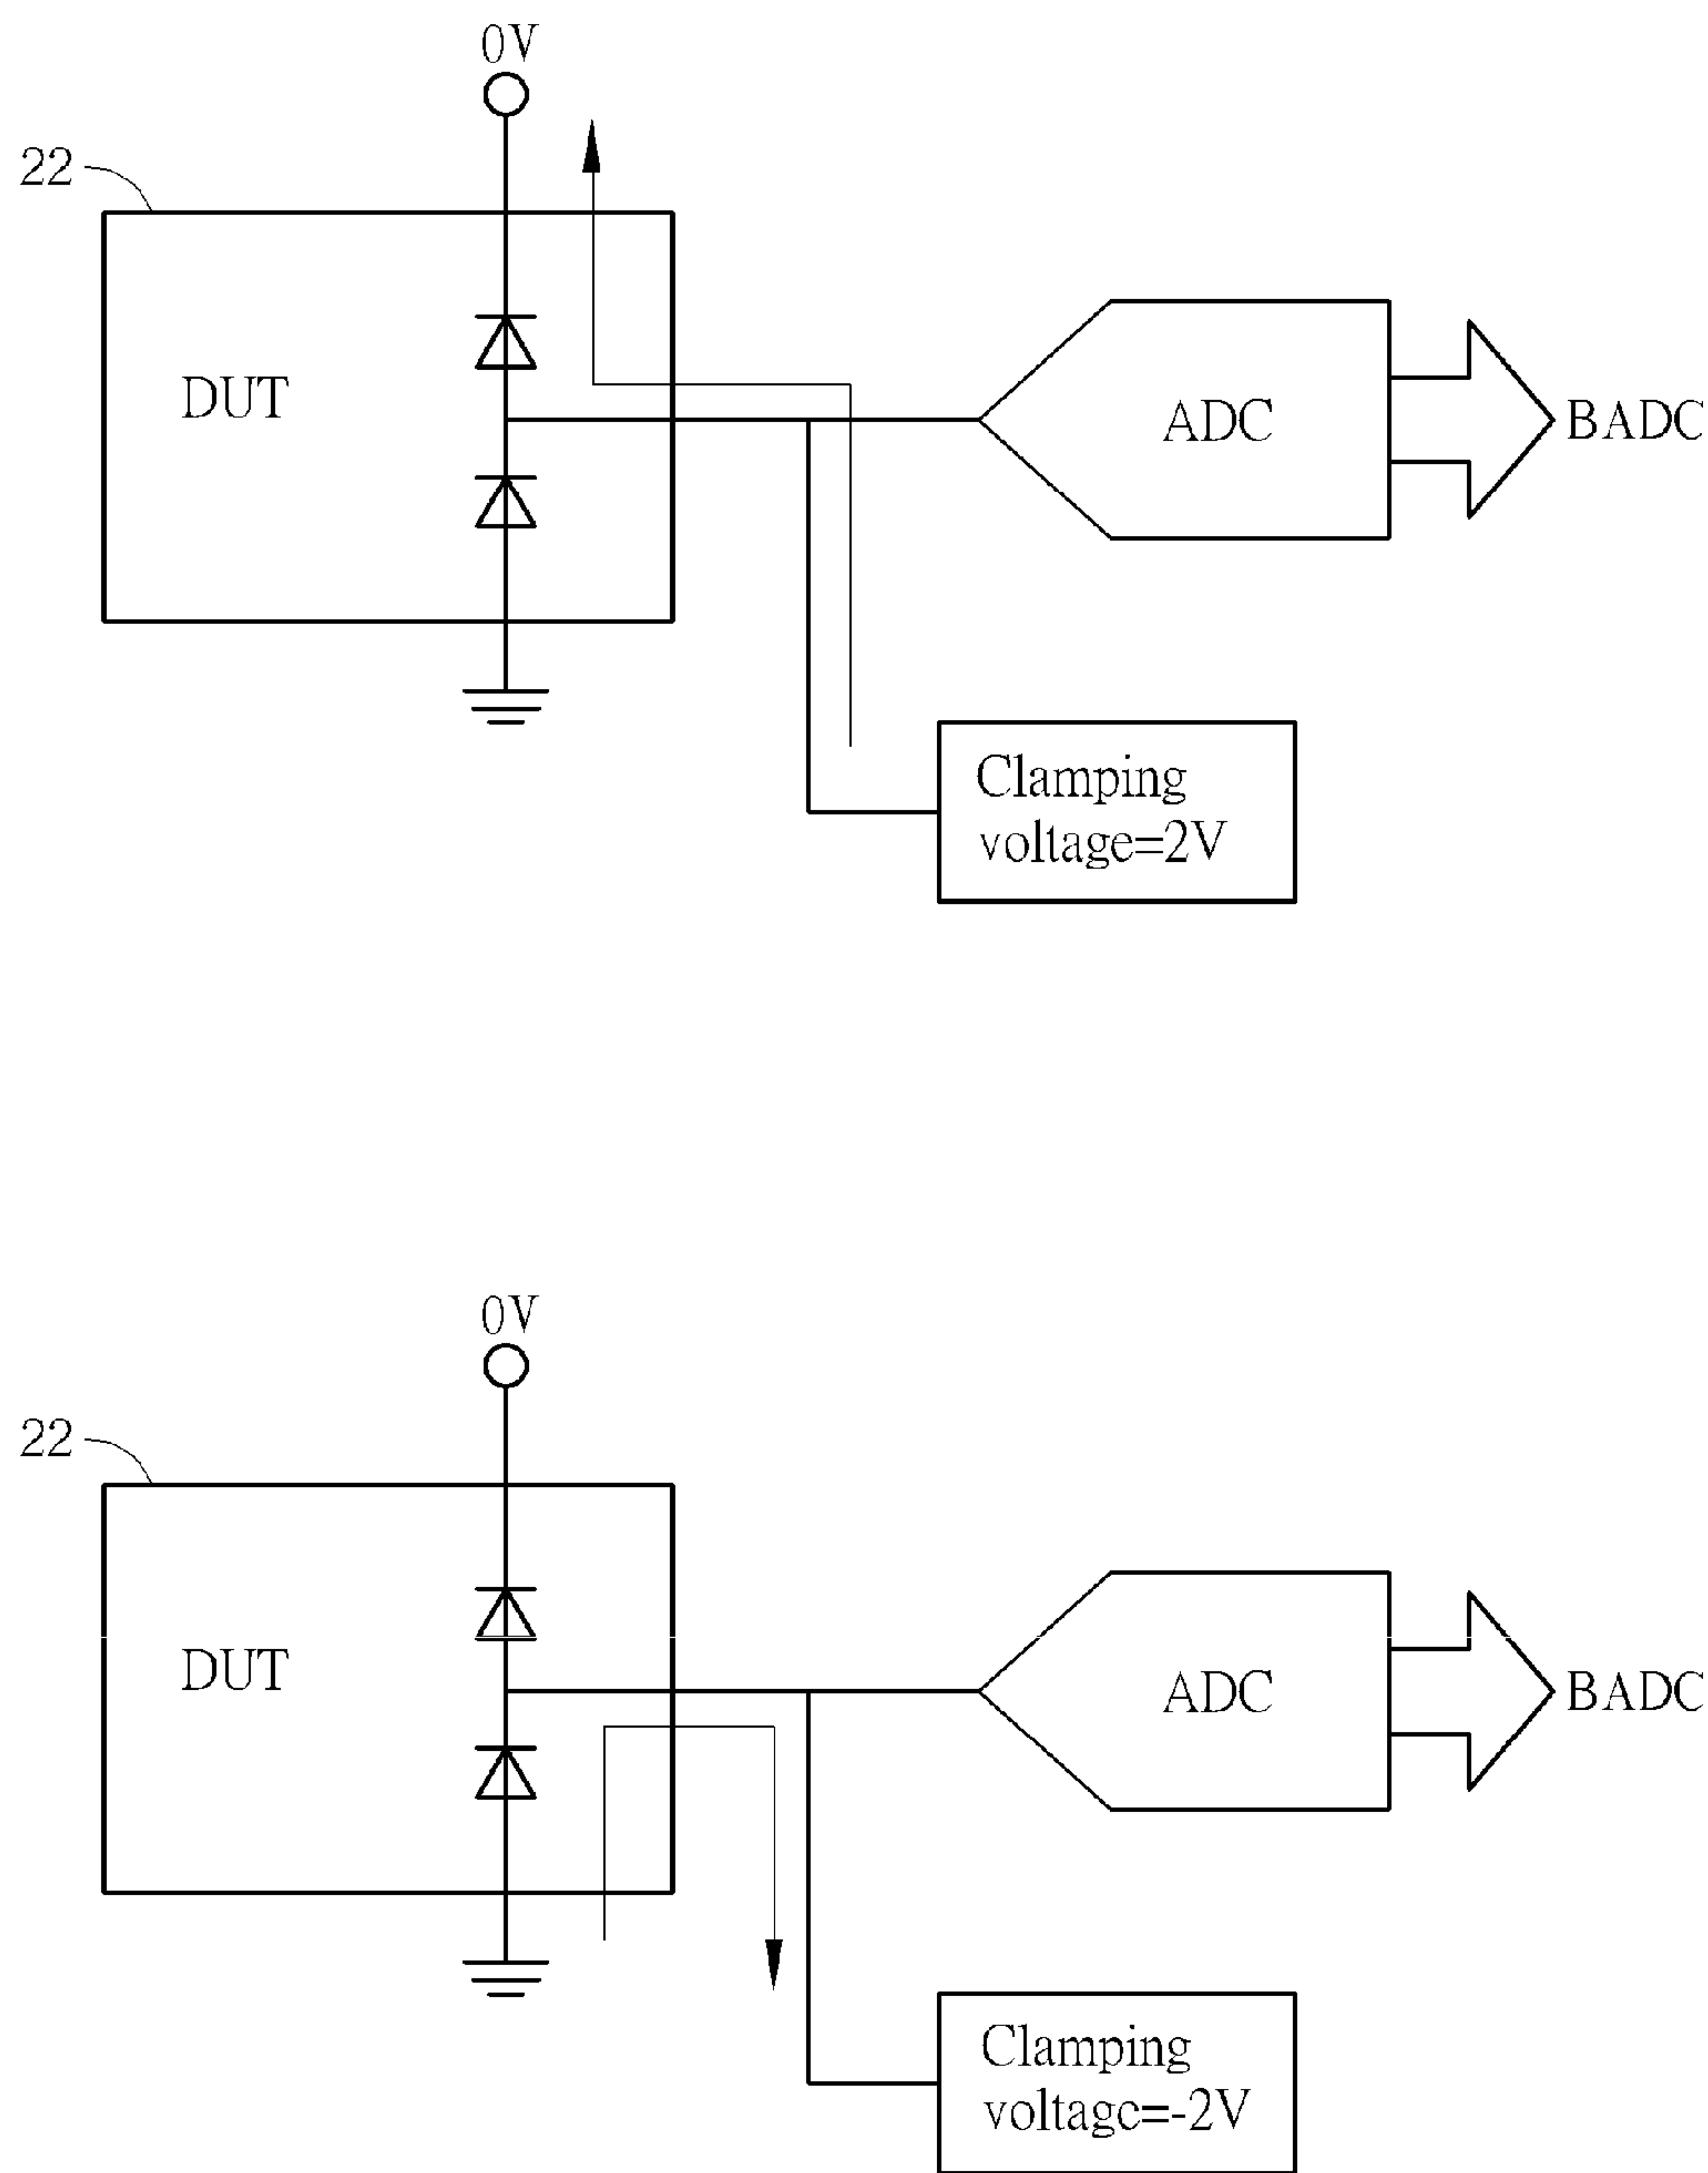 0V
22
DUT
ADC
BADC
Clamping
voltage=2V
0V
22
DUT
ADC
BADC
Clamping
voltage=-2V